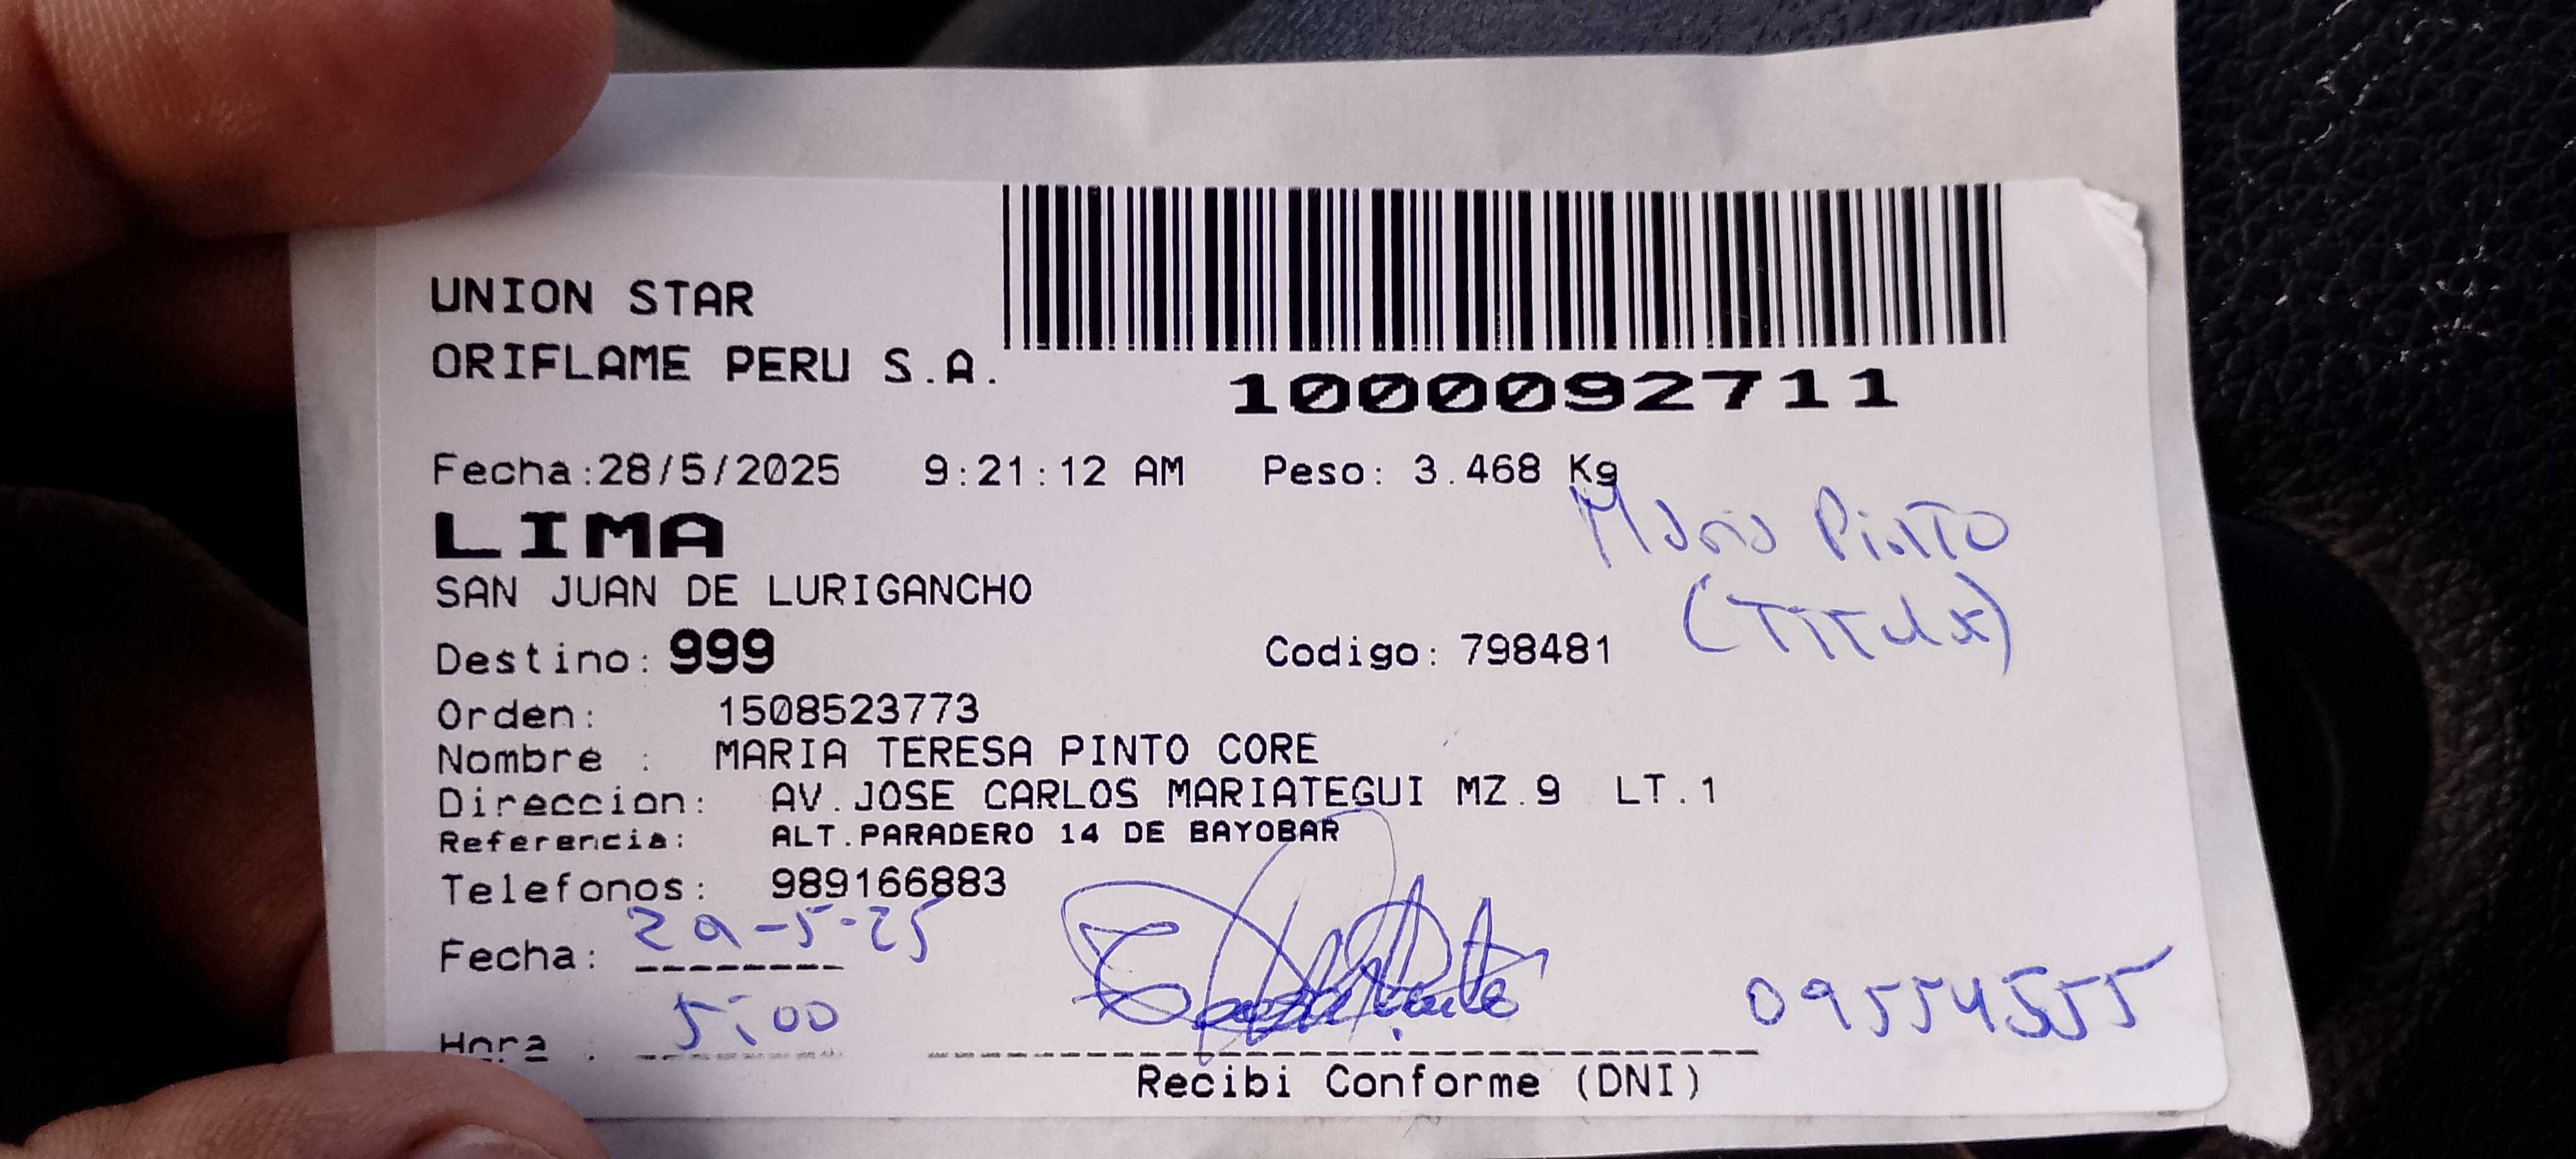 UNION STAR
ORIFLAME PERU S.A.
1000092711
Fecha:28/5/2025 9:21:12 AM Peso: 3.468 Kg
LIMA
Maria Pinto
SAN JUAN DE LURIGANCHO
(Titular)
Destino: 999 Codigo: 798481
Orden: 1508523773
Nombre : MARIA TERESA PINTO CORE
Direccion: AV.JOSE CARLOS MARIATEGUI MZ.9 LT.1
Referencia: ALT.PARADERO 14 DE BAYOBAR
Telefonos: 989166883
Fecha: 29-5-25
Hora : 5:00 09554555
Recibi Conforme (DNI)